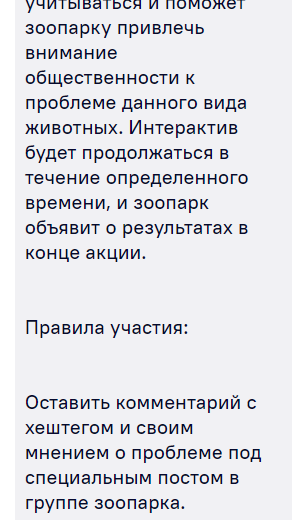 учитываться и поможет
зоопарку привлечь
внимание
общественности к
проблеме данного вида
животных. Интерактив
будет продолжаться в
течение определенного
времени, и зоопарк
объявит о результатах в
конце акции.
Правила участия:
Оставить комментарий с
хештегом и своим
мнением о проблеме под
специальным постом в
группе зоопарка.